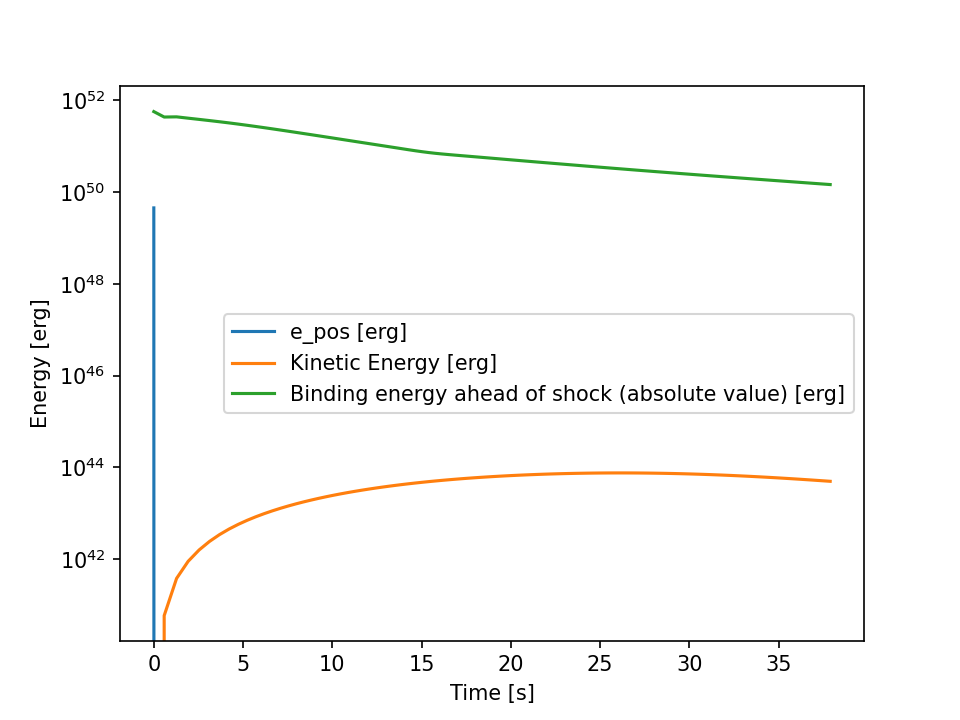 10^52
10^50
10^48
10^46
10^44
10^42
Energy [erg]
e_pos [erg]
Kinetic Energy [erg]
Binding energy ahead of shock (absolute value) [erg]
0 5 10 15 20 25 30 35
Time [s]